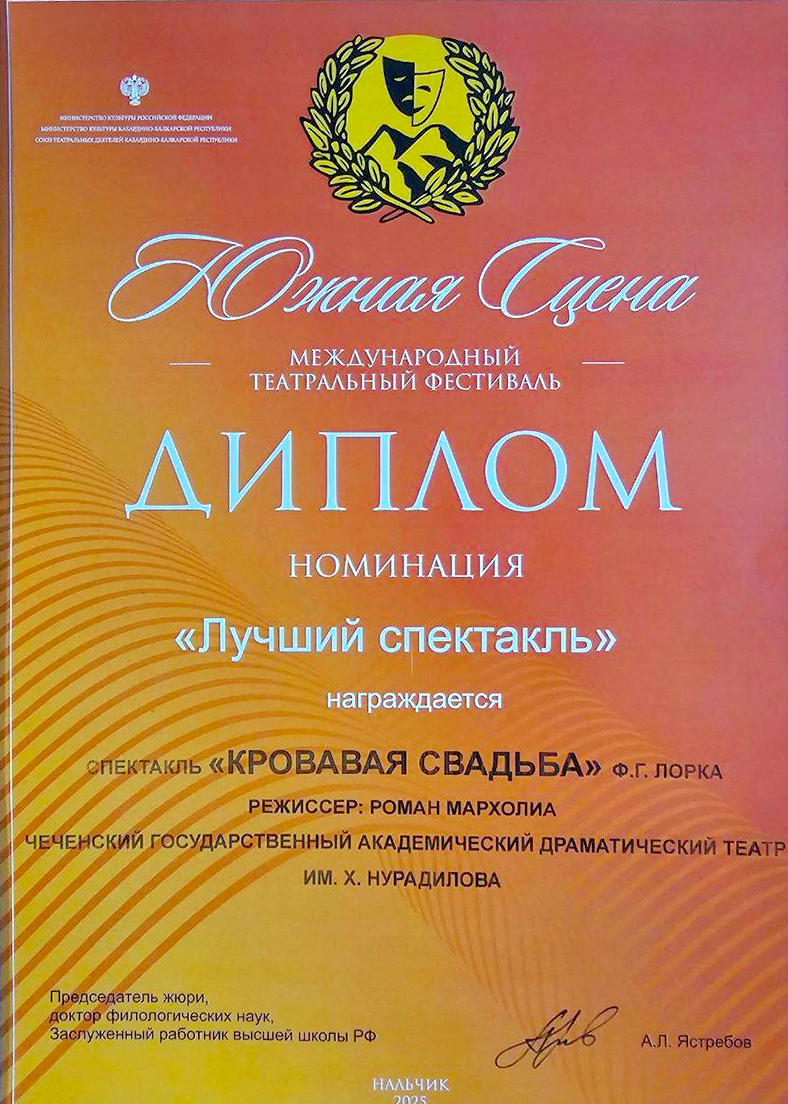 МИНИСТЕРСТВО КУЛЬТУРЫ РОССИЙСКОЙ ФЕДЕРАЦИИ
МИНИСТЕРСТВО КУЛЬТУРЫ КАБАРДИНО-БАЛКАРСКОЙ РЕСПУБЛИКИ
СОЮЗ ТЕАТРАЛЬНЫХ ДЕЯТЕЛЕЙ КАБАРДИНО-БАЛКАРСКОЙ РЕСПУБЛИКИ
Южная Сцена
МЕЖДУНАРОДНЫЙ
ТЕАТРАЛЬНЫЙ ФЕСТИВАЛЬ
ДИПЛОМ
НОМИНАЦИЯ
«Лучший спектакль»
награждается
СПЕКТАКЛЬ «КРОВАВАЯ СВАДЬБА» Ф.Г. ЛОРКА
РЕЖИССЕР: РОМАН МАРХОЛИА
ЧЕЧЕНСКИЙ ГОСУДАРСТВЕННЫЙ АКАДЕМИЧЕСКИЙ ДРАМАТИЧЕСКИЙ ТЕАТР
ИМ. Х. НУРАДИЛОВА
Председатель жюри,
доктор филологических наук,
Заслуженный работник высшей школы РФ
А.Л. Ястребов
НАЛЬЧИК
2025